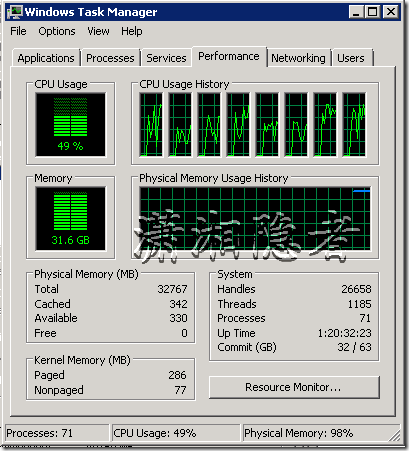 Windows Task Manager
File Options View Help
Applications Processes Services Performance Networking Users
CPU Usage
49 %
CPU Usage History
Memory
31.6 GB
Physical Memory Usage History
潇湘隐者
Physical Memory (MB)
Total 32767
Cached 342
Available 330
Free 0
Kernel Memory (MB)
Paged 286
Nonpaged 77
System
Handles 26658
Threads 1185
Processes 71
Up Time 1:20:32:23
Commit (GB) 32 / 63
Resource Monitor...
Processes: 71 CPU Usage: 49% Physical Memory: 98%